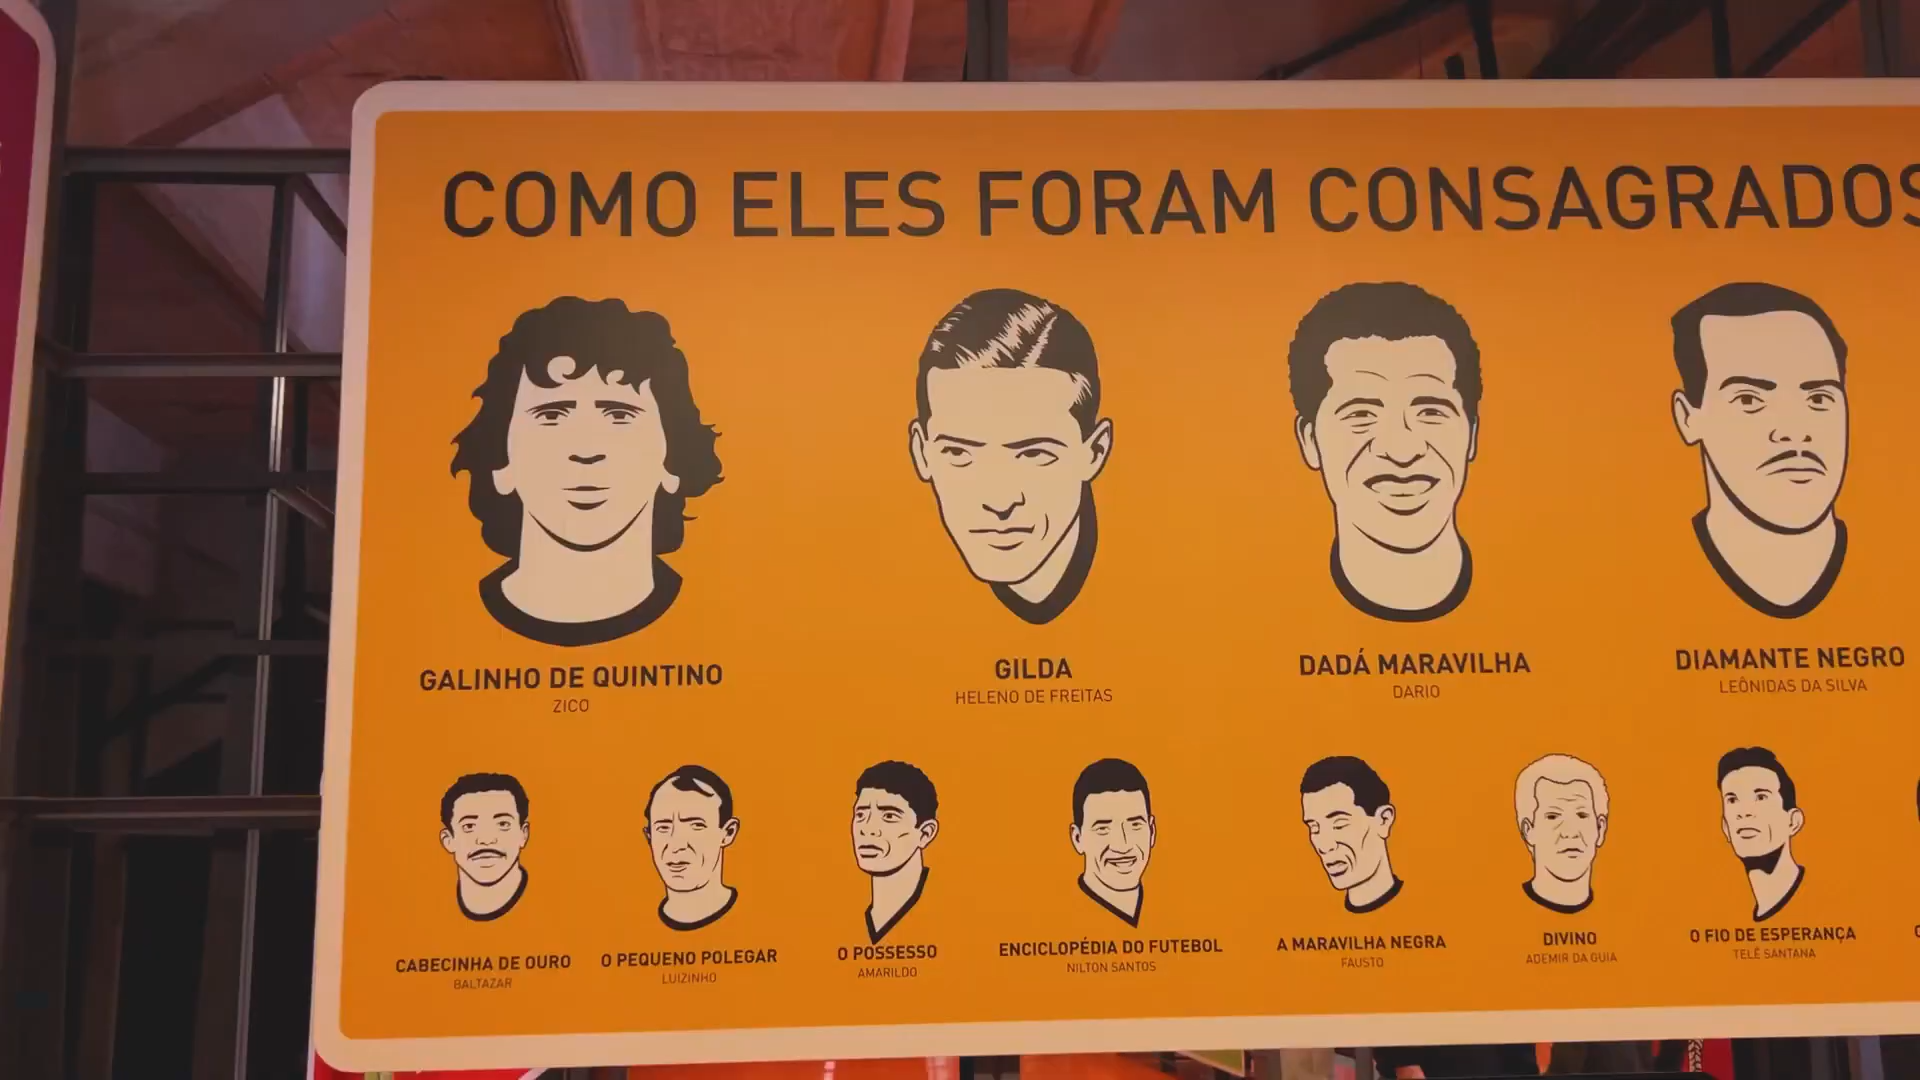 COMO ELES FORAM CONSAGRADOS
GALINHO DE QUINTINO
ZICO
GILDA
HELENO DE FREITAS
DADÁ MARAVILHA
DARIO
DIAMANTE NEGRO
LEÔNIDAS DA SILVA
CABECINHA DE OURO
BALTAZAR
O PEQUENO POLEGAR
LUIZINHO
O POSSESSO
AMARILDO
ENCICLOPÉDIA DO FUTEBOL
NILTON SANTOS
A MARAVILHA NEGRA
FAUSTO
DIVINO
ADEMIR DA GUIA
O FIO DE ESPERANÇA
TELÊ SANTANA